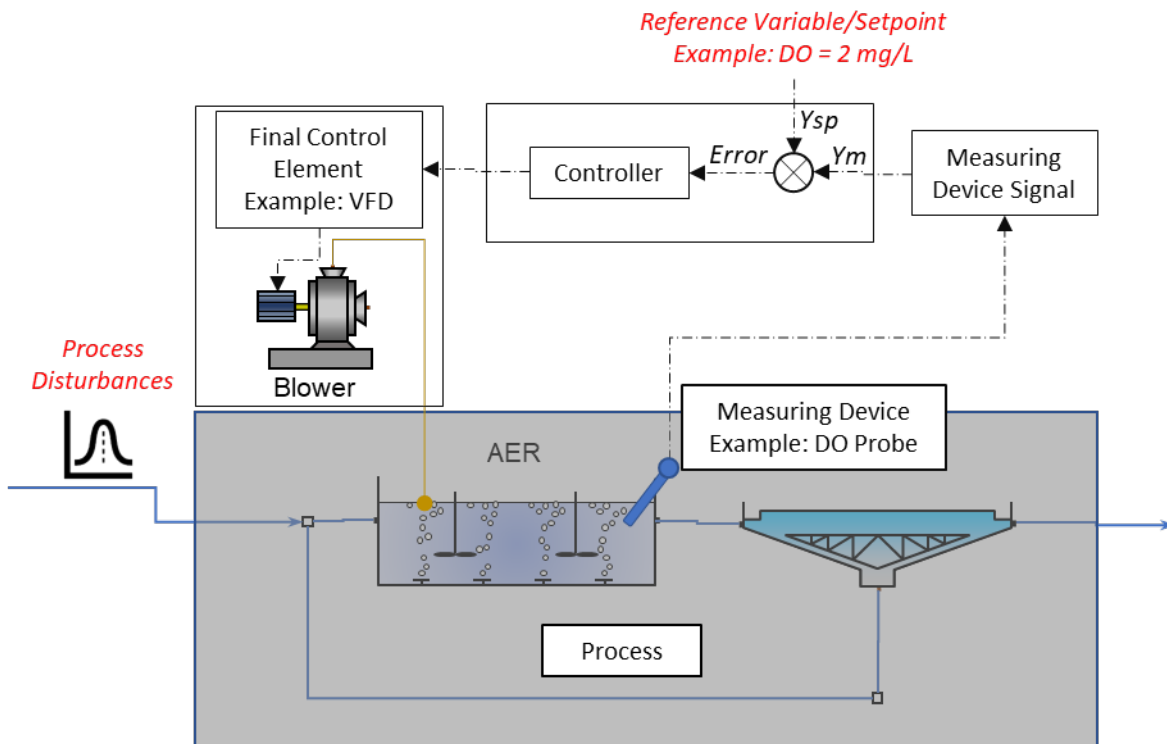 Reference Variable/Setpoint
Example: DO = 2 mg/L
Final Control
Element
Example: VFD
Controller
Error
Ysp
Ym
Measuring
Device Signal
Process
Disturbances
Blower
Measuring Device
Example: DO Probe
AER
Process